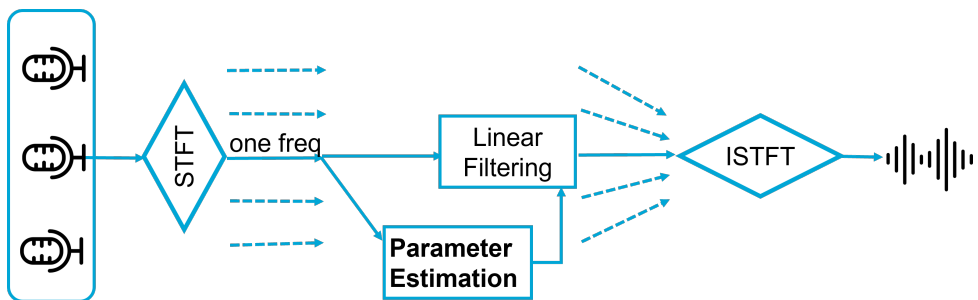 STFT
one freq
Linear
Filtering
Parameter
Estimation
ISTFT